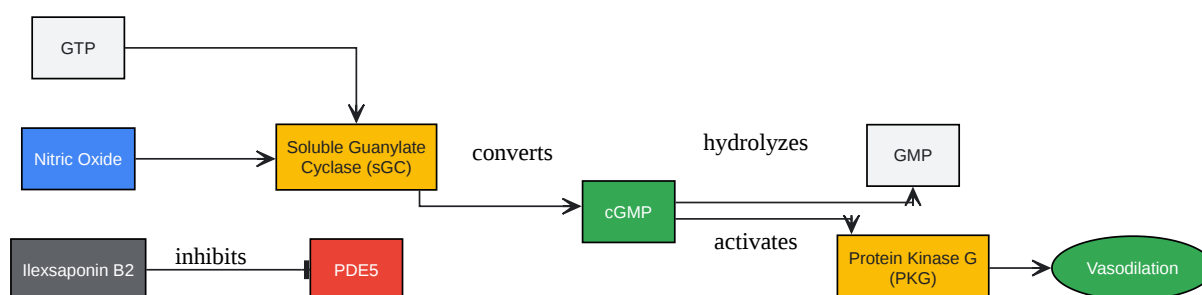 GTP
Nitric Oxide
Soluble Guanylate
Cyclase (sGC)
converts
hydrolyzes
GMP
cGMP
activates
Ilexsaponin B2
inhibits
PDE5
Protein Kinase G
(PKG)
Vasodilation